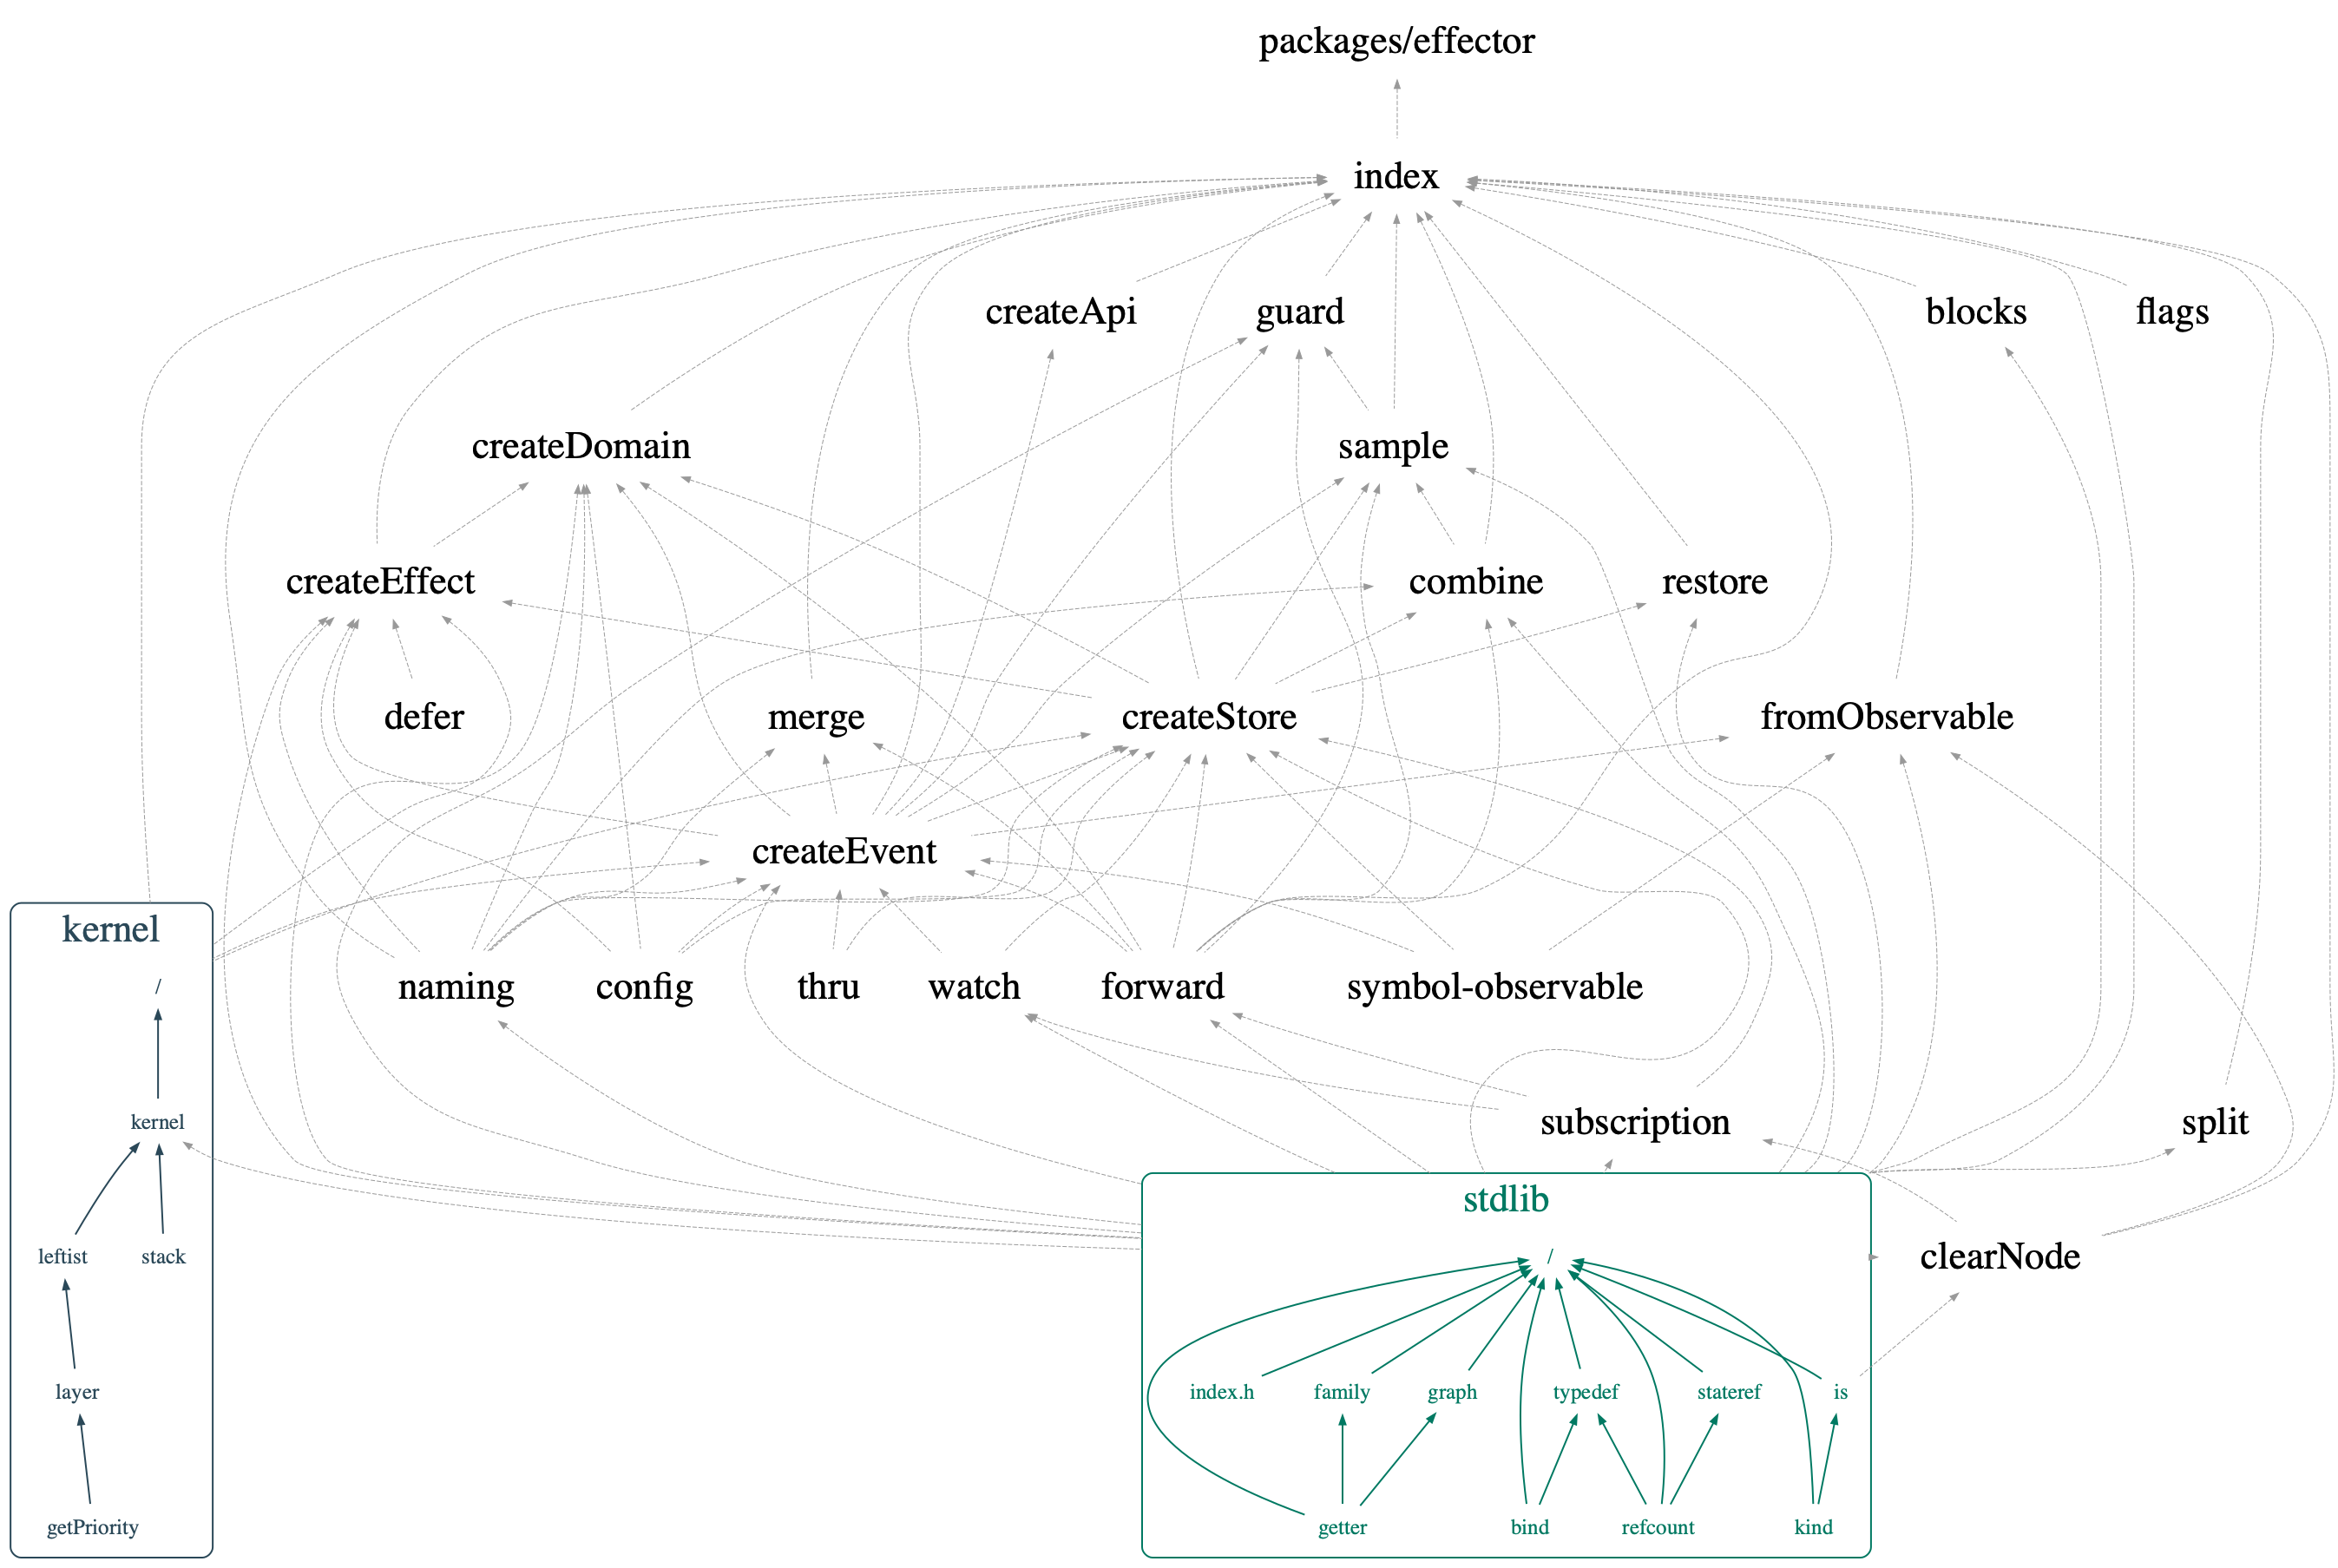 packages/effector
index
createApi
guard
blocks
flags
createDomain
sample
createEffect
combine
restore
defer
merge
createStore
fromObservable
createEvent
kernel
/
naming
config
thru
watch
forward
symbol-observable
kernel
subscription
split
stdlib
leftist
stack
/
clearNode
layer
index.h
family
graph
typedef
stateref
is
getPriority
getter
bind
refcount
kind